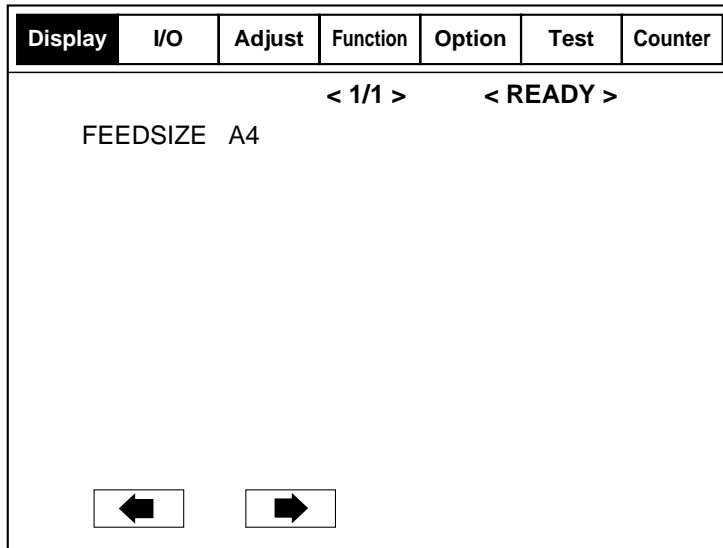 Display I/O Adjust Function Option Test Counter
< 1/1 > < READY >
FEEDSIZE A4